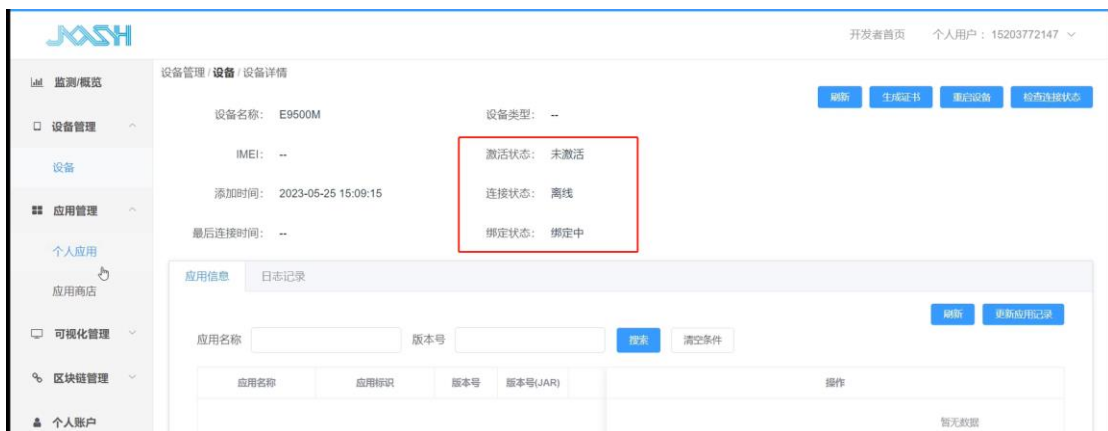 JMASH
开发者首页 个人用户：15203772147
监测/概览
设备管理
设备
应用管理
个人应用
应用商店
可视化管理
区块链管理
个人账户
设备管理 / 设备 / 设备详情
刷新 生成证书 重启设备 检查连接状态
设备名称： E9500M 设备类型： --
IMEI： -- 激活状态： 未激活
添加时间： 2023-05-25 15:09:15 连接状态： 离线
最后连接时间： -- 绑定状态： 绑定中
应用信息 日志记录
刷新 更新应用记录
应用名称 版本号 搜索 清空条件
应用名称 应用标识 版本号 版本号(JAR) 操作
暂无数据